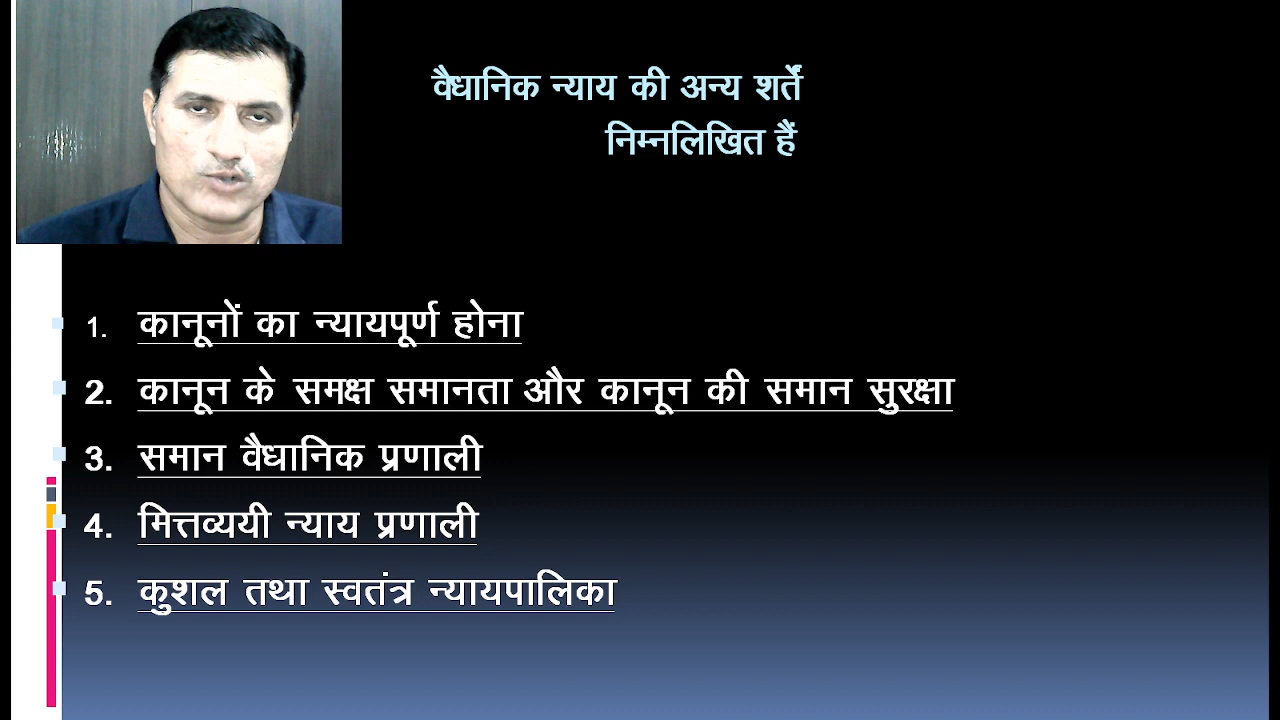 वैधानिक न्याय की अन्य शर्तें
निम्नलिखित हैं
1. कानूनों का न्यायपूर्ण होना
2. कानून के समक्ष समानता और कानून की समान सुरक्षा
3. समान वैधानिक प्रणाली
4. मित्तव्ययी न्याय प्रणाली
5. कुशल तथा स्वतंत्र न्यायपालिका